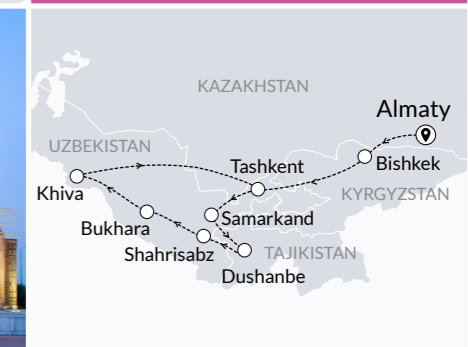 KAZAKHSTAN
Almaty
UZBEKISTAN
Tashkent
Bishkek
Khiva
KYRGYZSTAN
Bukhara
Samarkand
Shahrisabz
TAJIKISTAN
Dushanbe